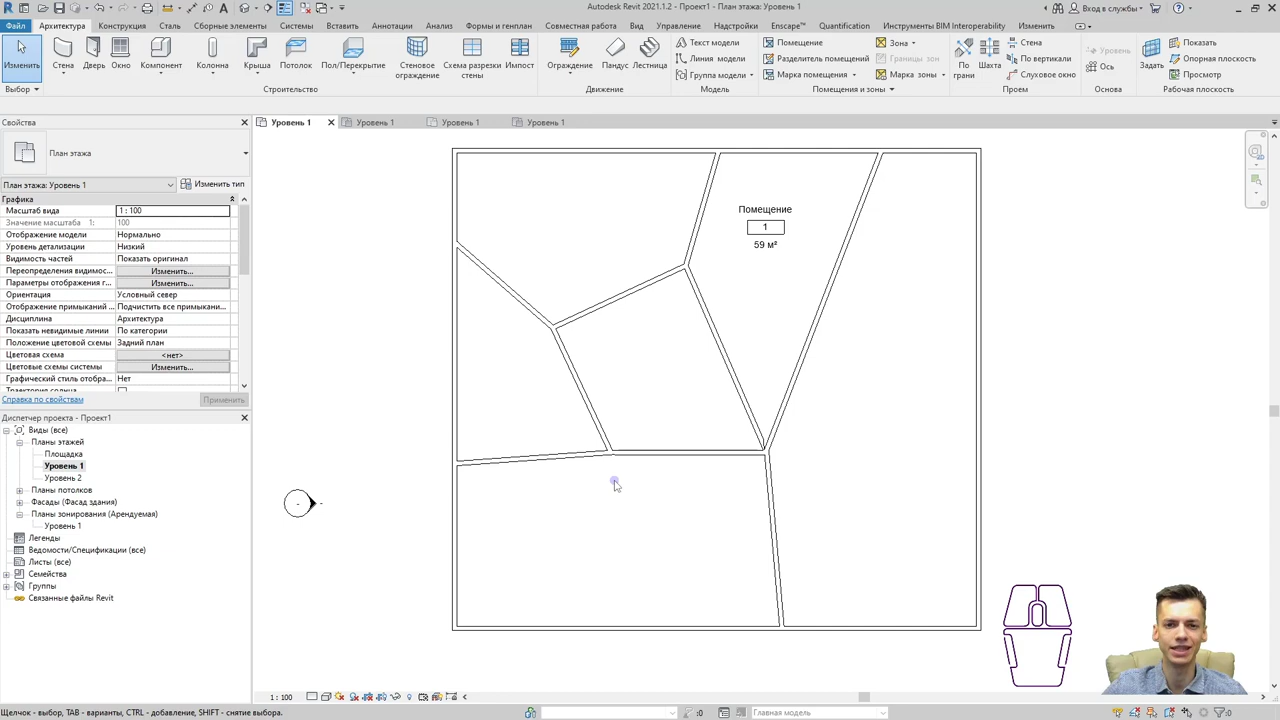 Autodesk Revit 2021.1.2 - Проект1 - План этажа: Уровень 1
Вход в службы
Файл Архитектура Конструкция Сталь Сборные элементы Системы Вставить Аннотации Анализ Формы и генплан Совместная работа Вид Управление Надстройки Enscape™ Quantification Инструменты BIM Interoperability Изменить
Изменить
Стена
Дверь
Окно
Компонент
Колонна
Крыша
Потолок
Пол/Перекрытие
Стеновое ограждение
Схема разрезки стены
Импост
Ограждение
Пандус
Лестница
Текст модели
Линия модели
Группа модели
Помещение
Разделитель помещений
Марка помещения
Зона
Границы зон
Марка зоны
По грани
Шахта
Стена
По вертикали
Слуховое окно
Уровень
Ось
Задать
Показать
Опорная плоскость
Просмотр
Выбор Строительство Движение Модель Помещения и зоны Проем Основа Рабочая плоскость
Свойства
Уровень 1 Уровень 1 Уровень 1 Уровень 1
План этажа
План этажа: Уровень 1 Изменить тип
Графика
Масштаб вида 1 : 100
Значение масштаба 1: 100
Отображение модели Нормально
Уровень детализации Низкий
Видимость частей Показать оригинал
Переопределения видимос... Изменить...
Параметры отображения г... Изменить...
Ориентация Условный север
Отображение примыканий Подчистить все примыкани...
Дисциплина Архитектура
Показать невидимые линии По категории
Положение цветовой схемы Задний план
Цветовая схема <нет>
Цветовые схемы системы Изменить...
Графический стиль отобра... Нет
Справка по свойствам Применить
Диспетчер проекта - Проект1
Виды (все)
Планы этажей
Площадка
Уровень 1
Уровень 2
Планы потолков
Фасады (Фасад здания)
Планы зонирования (Арендуемая)
Уровень 1
Легенды
Ведомости/Спецификации (все)
Листы (все)
Семейства
Группы
Связанные файлы Revit
Помещение
1
59 м²
1 : 100
Щелчок - выбор, TAB - варианты, CTRL - добавление, SHIFT - снятие выбора.
:0
Главная модель
:0